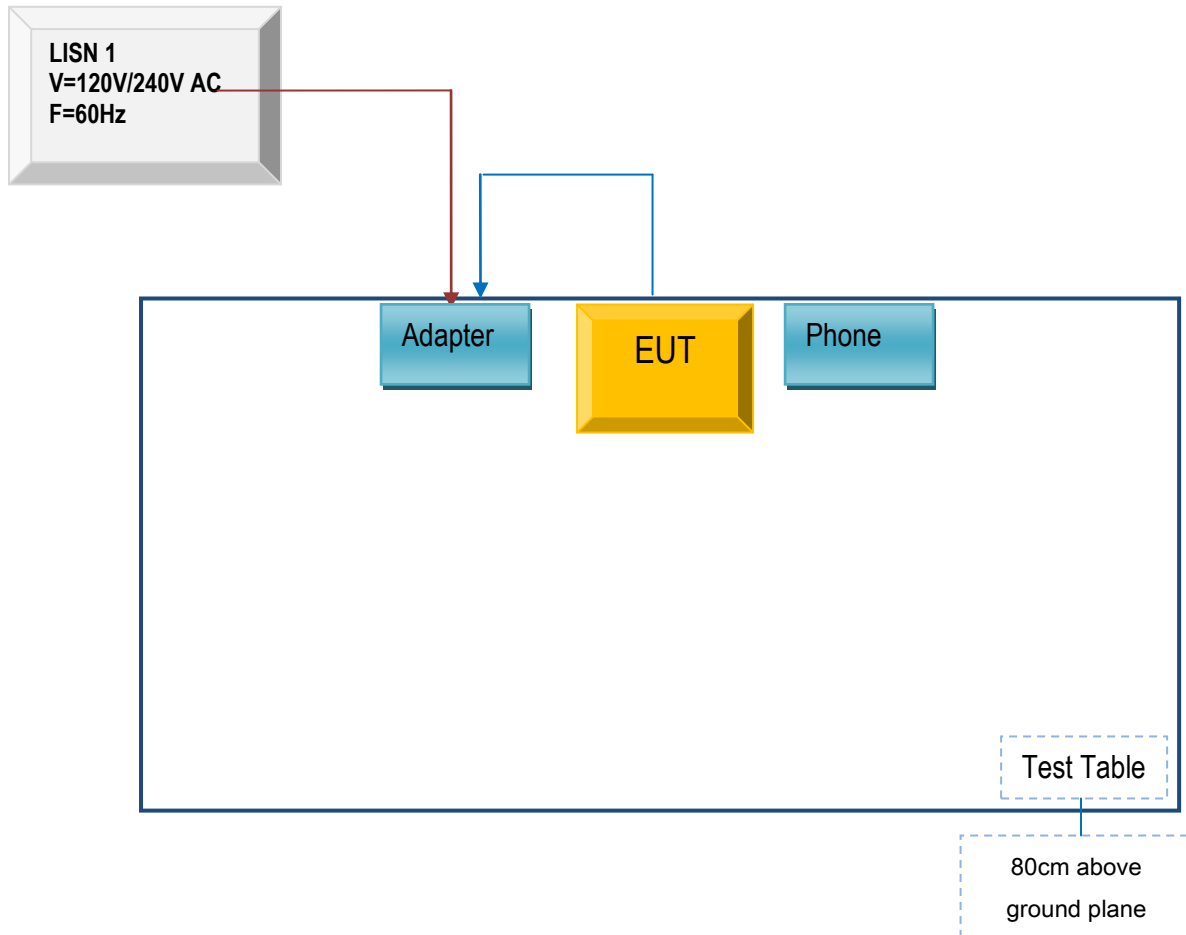 LISN 1
V=120V/240V AC
F=60Hz
Adapter
EUT
Phone
Test Table
80cm above
ground plane